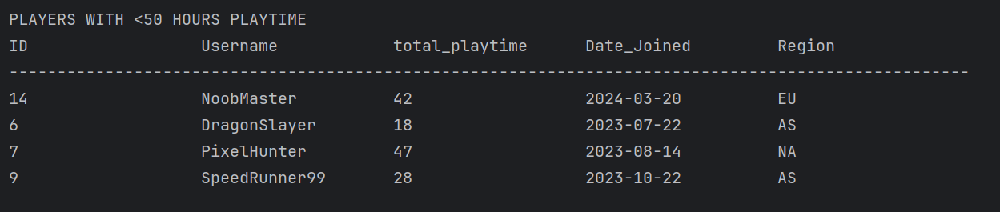 PLAYERS WITH <50 HOURS PLAYTIME
ID Username total_playtime Date_Joined Region
----------------------------------------------------------------------------------------------------
14 NoobMaster 42 2024-03-20 EU
6 DragonSlayer 18 2023-07-22 AS
7 PixelHunter 47 2023-08-14 NA
9 SpeedRunner99 28 2023-10-22 AS